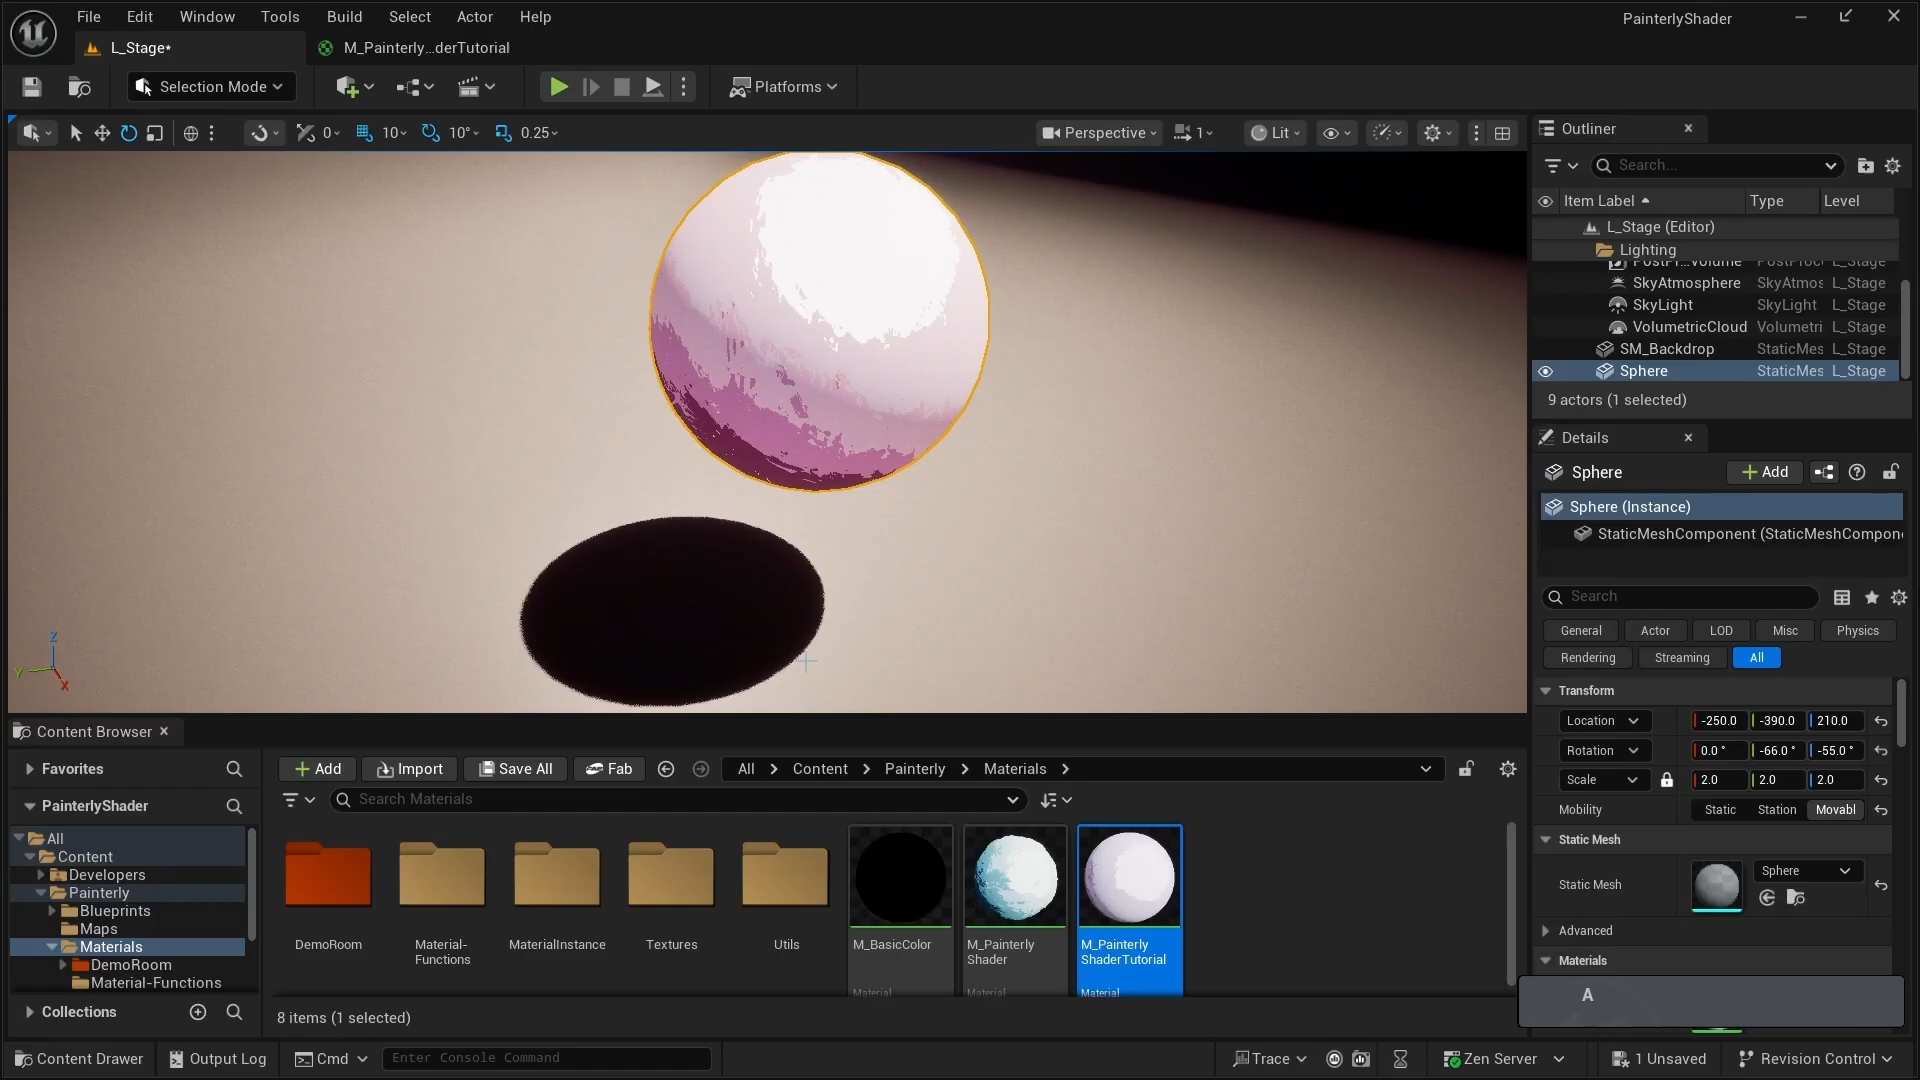 File Edit Window Tools Build Select Actor Help
PainterlyShader
L_Stage*
M_Painterly...derTutorial
Selection Mode
Platforms
0
10
10°
0.25
Perspective
1
Lit
Outliner
Search...
Item Label Type Level
L_Stage (Editor)
Lighting
SkyAtmosphere SkyAtmos L_Stage
SkyLight SkyLight L_Stage
VolumetricCloud Volumetri L_Stage
SM_Backdrop StaticMes L_Stage
Sphere StaticMes L_Stage
9 actors (1 selected)
Details
Sphere
Add
Sphere (Instance)
StaticMeshComponent (StaticMeshCompon
Search
General Actor LOD Misc Physics
Rendering Streaming All
Transform
Location -250.0 -390.0 210.0
Rotation 0.0 ° -66.0 ° -55.0 °
Scale 2.0 2.0 2.0
Mobility Static Station Movabl
Static Mesh
Static Mesh
Sphere
Advanced
Materials
A
Z
Y
X
Content Browser
Favorites
PainterlyShader
All
Content
Developers
Painterly
Blueprints
Maps
Materials
DemoRoom
Material-Functions
Collections
Add Import Save All Fab
All Content Painterly Materials
Search Materials
DemoRoom
Material-
Functions
MaterialInstance
Textures
Utils
M_BasicColor
Material
M_Painterly
Shader
Material
M_Painterly
ShaderTutorial
Material
8 items (1 selected)
Content Drawer
Output Log
Cmd
Enter Console Command
Trace
Zen Server
1 Unsaved
Revision Control